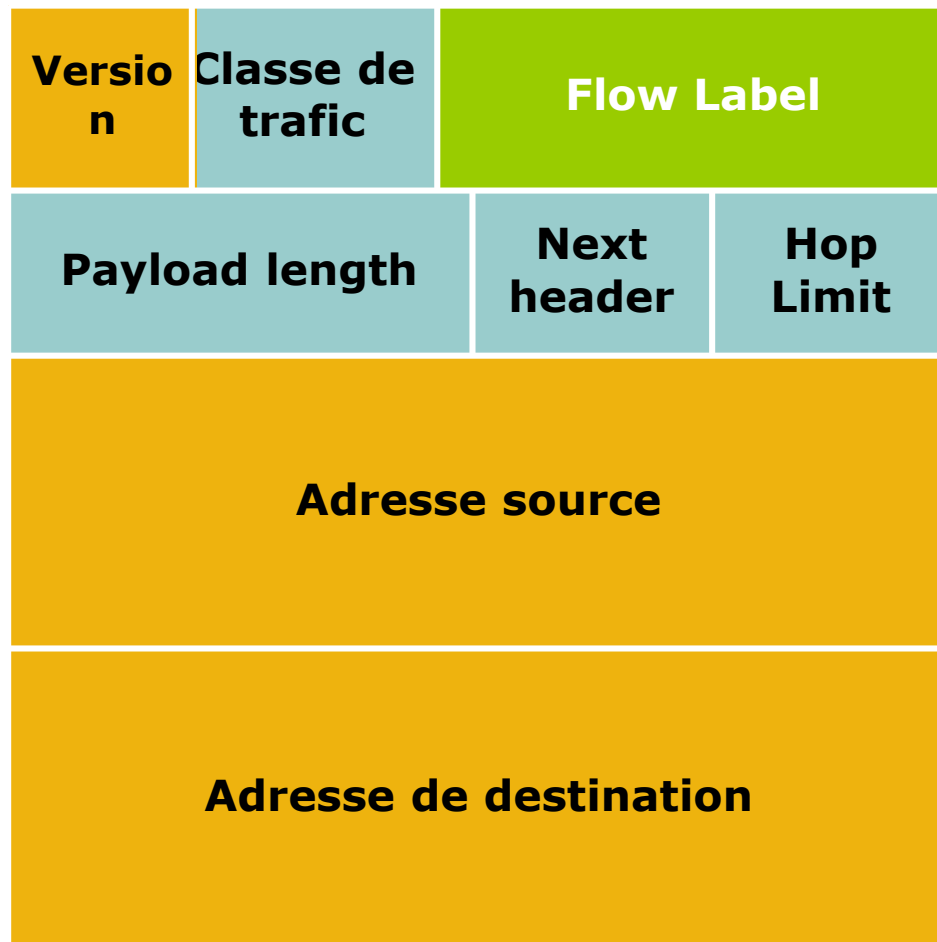 Versio
n
Classe de
trafic
Flow Label
Payload length
Next
header
Hop
Limit
Adresse source
Adresse de destination